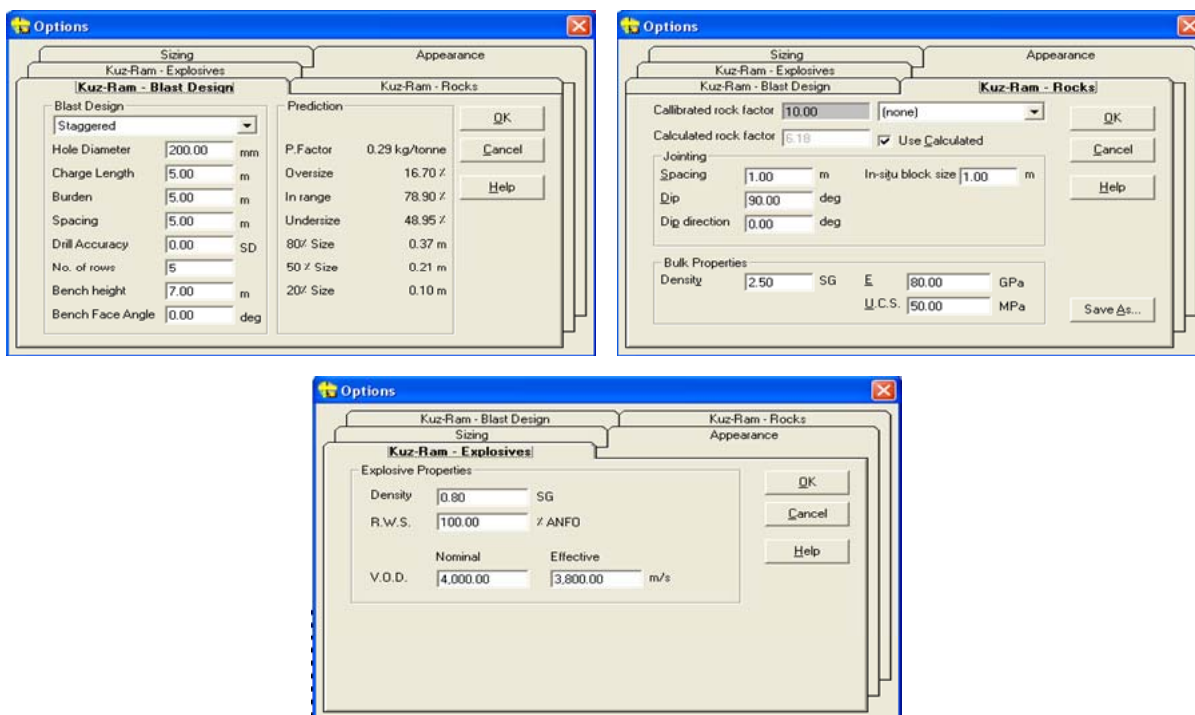 Options
Sizing
Appearance
Kuz-Ram - Explosives
Kuz-Ram - Blast Design
Kuz-Ram - Rocks
Blast Design
Staggered
Hole Diameter 200.00 mm
Charge Length 5.00 m
Burden 5.00 m
Spacing 5.00 m
Drill Accuracy 0.00 SD
No. of rows 5
Bench height 7.00 m
Bench Face Angle 0.00 deg
Prediction
P.Factor 0.29 kg/tonne
Oversize 16.70 %
In range 78.90 %
Undersize 48.95 %
80% Size 0.37 m
50 % Size 0.21 m
20% Size 0.10 m
OK
Cancel
Help
Options
Sizing
Appearance
Kuz-Ram - Explosives
Kuz-Ram - Blast Design
Kuz-Ram - Rocks
Callibrated rock factor 10.00 (none)
Calculated rock factor 6.18 Use Calculated
Jointing
Spacing 1.00 m In-situ block size 1.00 m
Dip 90.00 deg
Dip direction 0.00 deg
Bulk Properties
Density 2.50 SG E 80.00 GPa
U.C.S. 50.00 MPa
OK
Cancel
Help
Save As...
Options
Kuz-Ram - Blast Design
Kuz-Ram - Rocks
Sizing
Appearance
Kuz-Ram - Explosives
Explosive Properties
Density 0.80 SG
R.W.S. 100.00 % ANFO
Nominal Effective
V.O.D. 4,000.00 3,800.00 m/s
OK
Cancel
Help